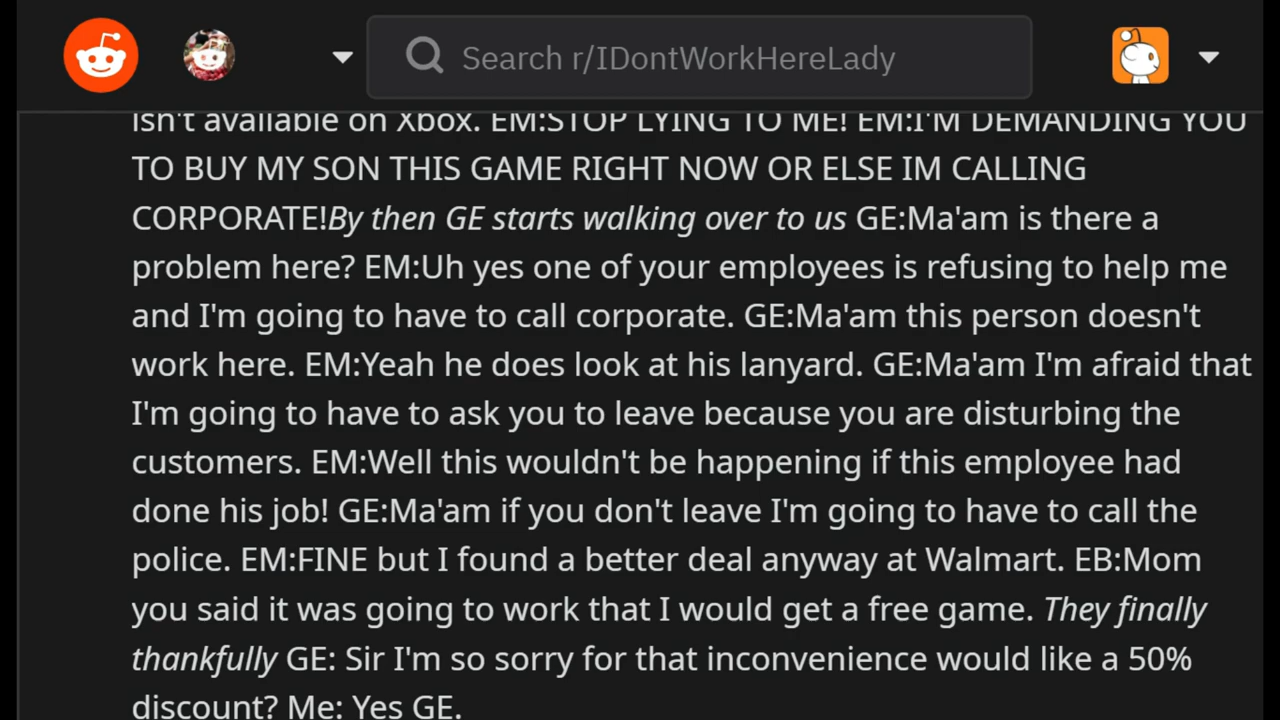 Search r/IDontWorkHereLady
isn't available on Xbox. EM:STOP LYING TO ME! EM:I'M DEMANDING YOU
TO BUY MY SON THIS GAME RIGHT NOW OR ELSE IM CALLING
CORPORATE!By then GE starts walking over to us GE:Ma'am is there a
problem here? EM:Uh yes one of your employees is refusing to help me
and I'm going to have to call corporate. GE:Ma'am this person doesn't
work here. EM:Yeah he does look at his lanyard. GE:Ma'am I'm afraid that
I'm going to have to ask you to leave because you are disturbing the
customers. EM:Well this wouldn't be happening if this employee had
done his job! GE:Ma'am if you don't leave I'm going to have to call the
police. EM:FINE but I found a better deal anyway at Walmart. EB:Mom
you said it was going to work that I would get a free game. They finally
thankfully GE: Sir I'm so sorry for that inconvenience would like a 50%
discount? Me: Yes GE.